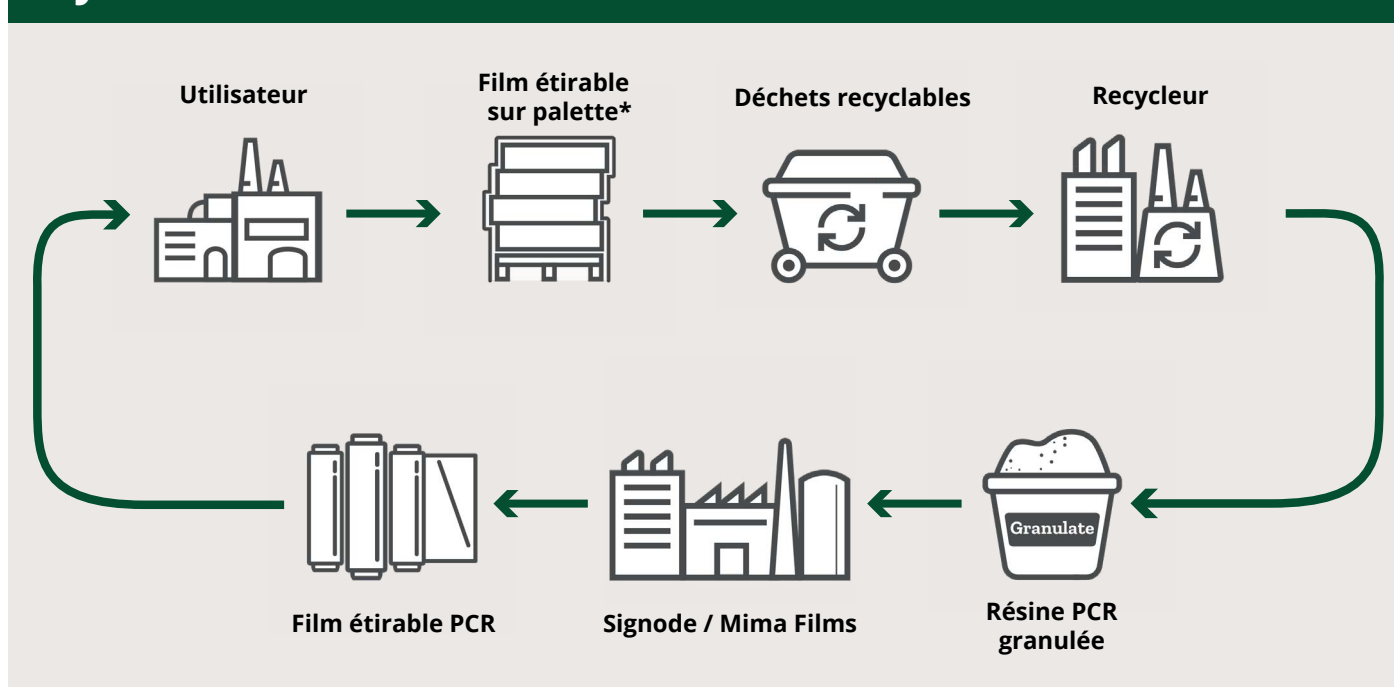 Utilisateur
Film étirable
sur palette*
Déchets recyclables
Recycleur
Granulate
Film étirable PCR
Signode / Mima Films
Résine PCR
granulée